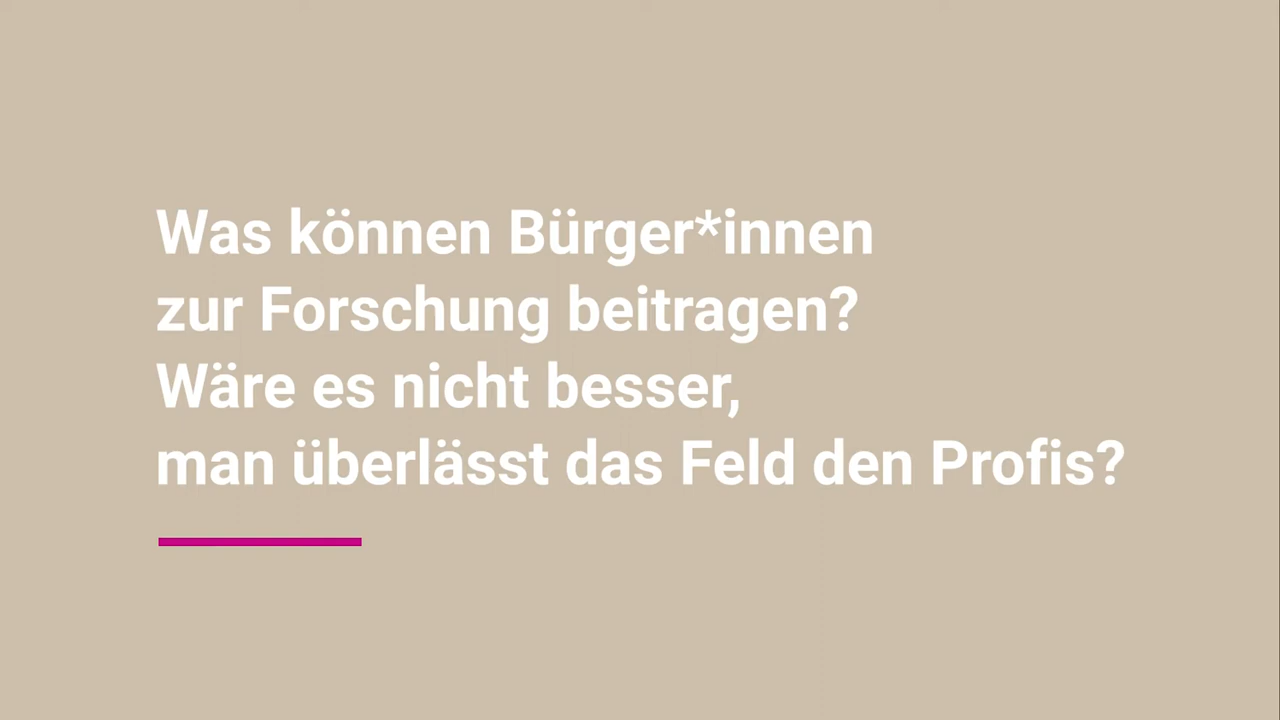 Was können Bürger*innen
zur Forschung beitragen?
Wäre es nicht besser,
man überlässt das Feld den Profis?